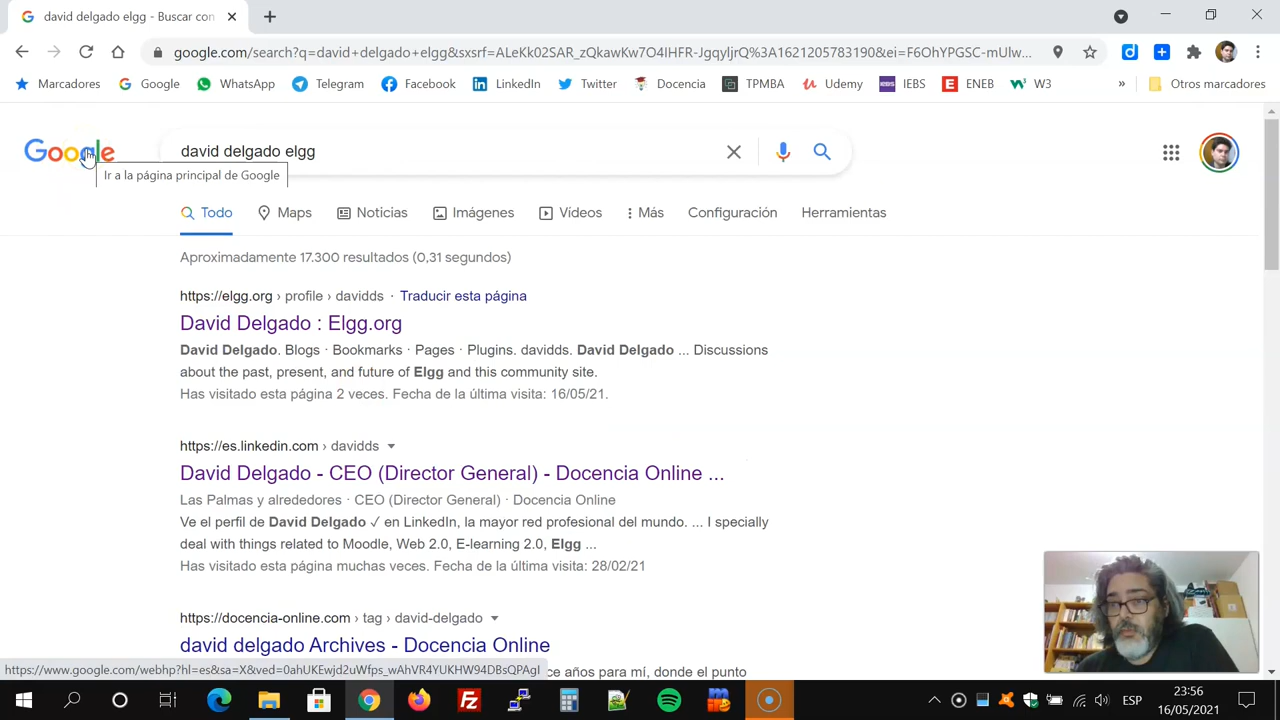 david delgado elgg - Buscar con
google.com/search?q=david+delgado+elgg&sxsrf=ALeKk02SAR_zQkawKw7O4IHFR-JgqyljrQ%3A1621205783190&ei=F6OhYPGSC-mUlw...
Marcadores Google WhatsApp Telegram Facebook LinkedIn Twitter Docencia TPMBA Udemy IEBS ENEB W3 » Otros marcadores
Google
david delgado elgg
Ir a la página principal de Google
Todo Maps Noticias Imágenes Vídeos Más Configuración Herramientas
Aproximadamente 17.300 resultados (0,31 segundos)
https://elgg.org › profile › davidds · Traducir esta página
David Delgado : Elgg.org
David Delgado. Blogs · Bookmarks · Pages · Plugins. davidds. David Delgado ... Discussions
about the past, present, and future of Elgg and this community site.
Has visitado esta página 2 veces. Fecha de la última visita: 16/05/21.
https://es.linkedin.com › davidds
David Delgado - CEO (Director General) - Docencia Online ...
Las Palmas y alrededores · CEO (Director General) · Docencia Online
Ve el perfil de David Delgado ✓ en LinkedIn, la mayor red profesional del mundo. ... I specially
deal with things related to Moodle, Web 2.0, E-learning 2.0, Elgg ...
Has visitado esta página muchas veces. Fecha de la última visita: 28/02/21
https://docencia-online.com › tag › david-delgado
david delgado Archives - Docencia Online
https://www.google.com/webhp?hl=es&sa=X&ved=0ahUKEwjd2uWfps_wAhVR4YUKHW94DBsQPAgI
ce años para mí, donde el punto
ESP
23:56
16/05/2021